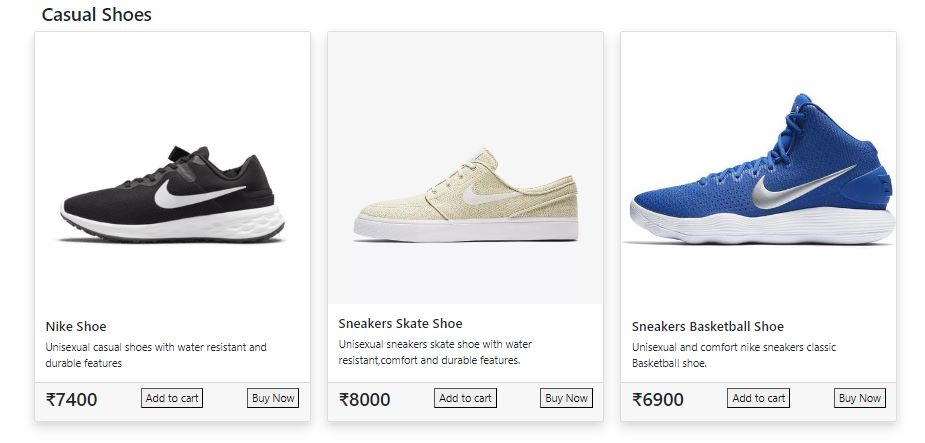 Casual Shoes
Nike Shoe
Unisexual casual shoes with water resistant and
durable features
₹7400
Add to cart
Buy Now
Sneakers Skate Shoe
Unisexual sneakers skate shoe with water
resistant,comfort and durable features.
₹8000
Add to cart
Buy Now
Sneakers Basketball Shoe
Unisexual and comfort nike sneakers classic
Basketball shoe.
₹6900
Add to cart
Buy Now